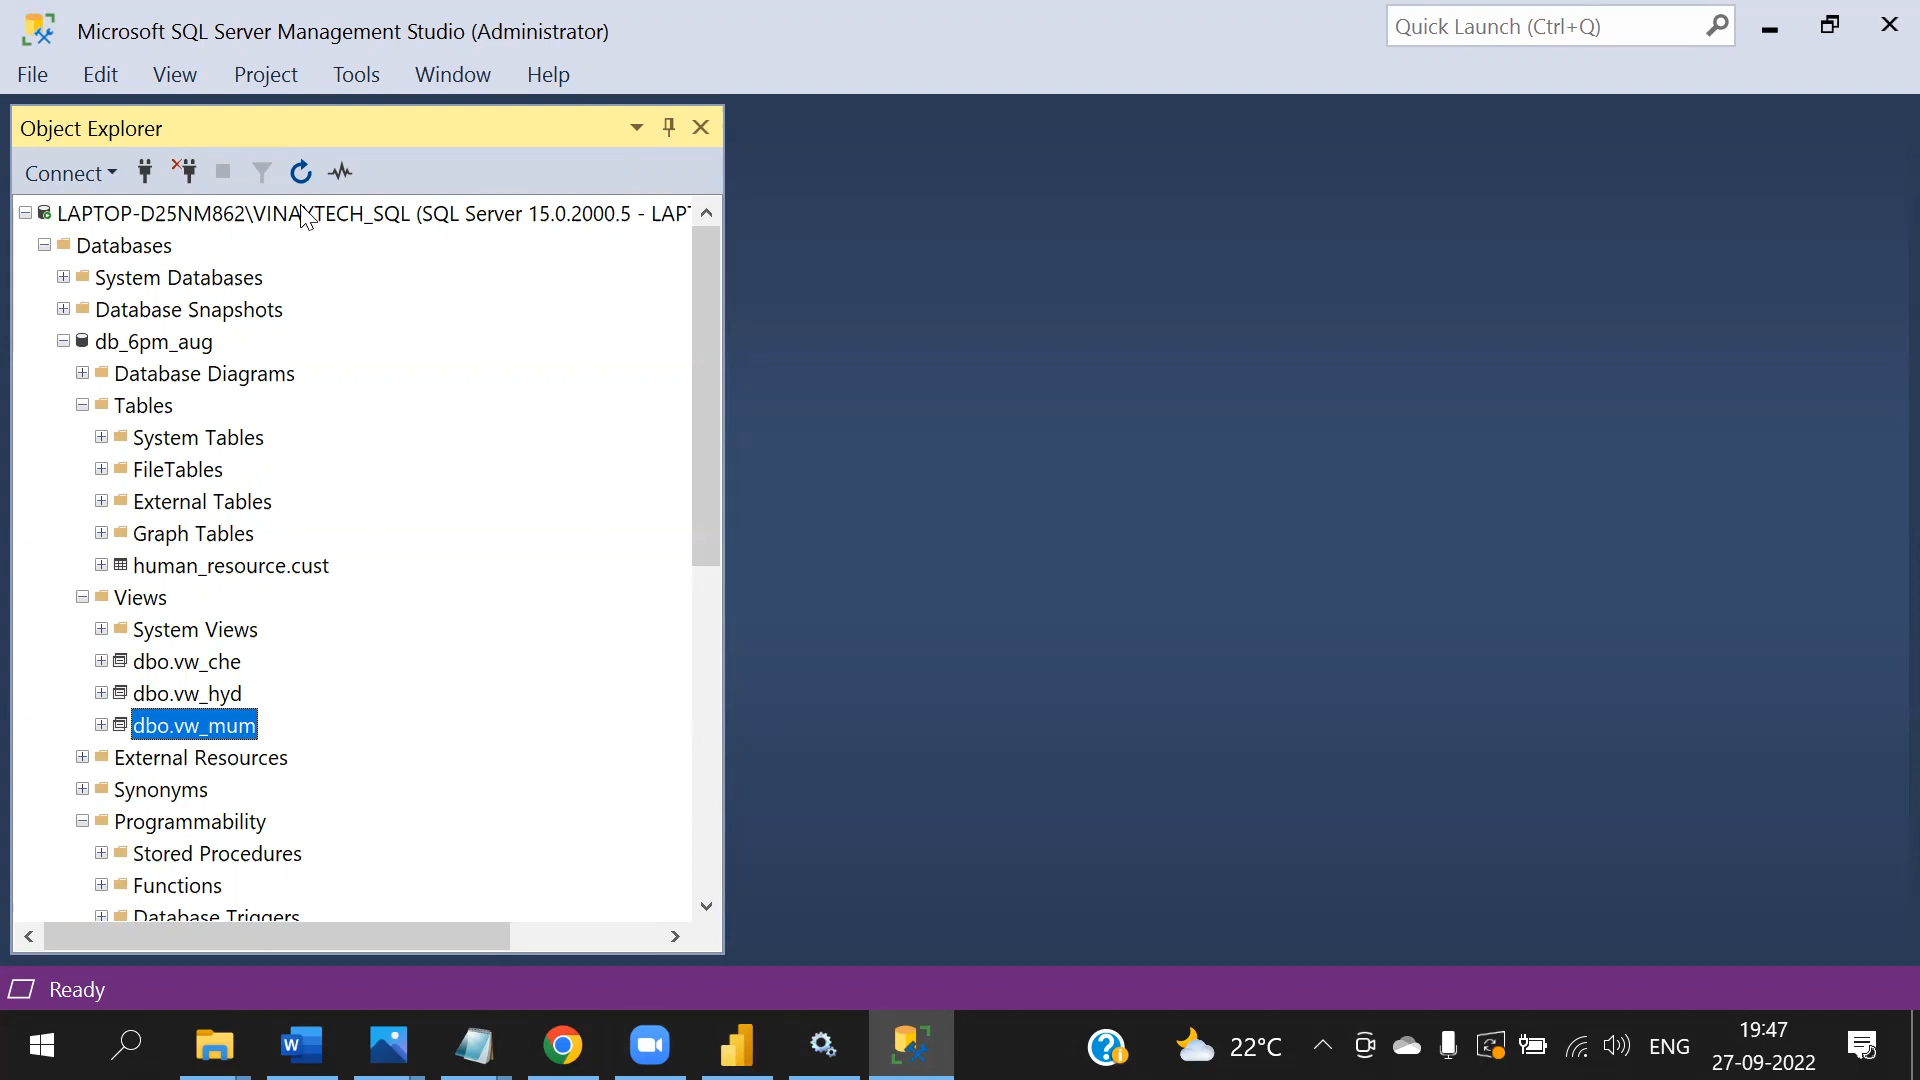 Microsoft SQL Server Management Studio (Administrator)
Quick Launch (Ctrl+Q)
File Edit View Project Tools Window Help
Object Explorer
Connect
LAPTOP-D25NM862\VINAYTECH_SQL (SQL Server 15.0.2000.5 - LAPT
Databases
System Databases
Database Snapshots
db_6pm_aug
Database Diagrams
Tables
System Tables
FileTables
External Tables
Graph Tables
human_resource.cust
Views
System Views
dbo.vw_che
dbo.vw_hyd
dbo.vw_mum
External Resources
Synonyms
Programmability
Stored Procedures
Functions
Database Triggers
Ready
22°C
ENG
19:47
27-09-2022